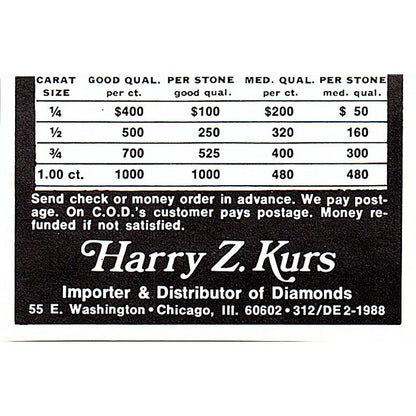 CARAT GOOD QUAL. PER STONE MED. QUAL. PER STONE
SIZE per ct. good qual. per ct. med. qual.
¼ $400 $100 $200 $ 50
½ 500 250 320 160
¾ 700 525 400 300
1.00 ct. 1000 1000 480 480
Send check or money order in advance. We pay post-
age. On C.O.D.'s customer pays postage. Money re-
funded if not satisfied.
Harry Z. Kurs
Importer & Distributor of Diamonds
55 E. Washington • Chicago, Ill. 60602 • 312/DE 2-1988